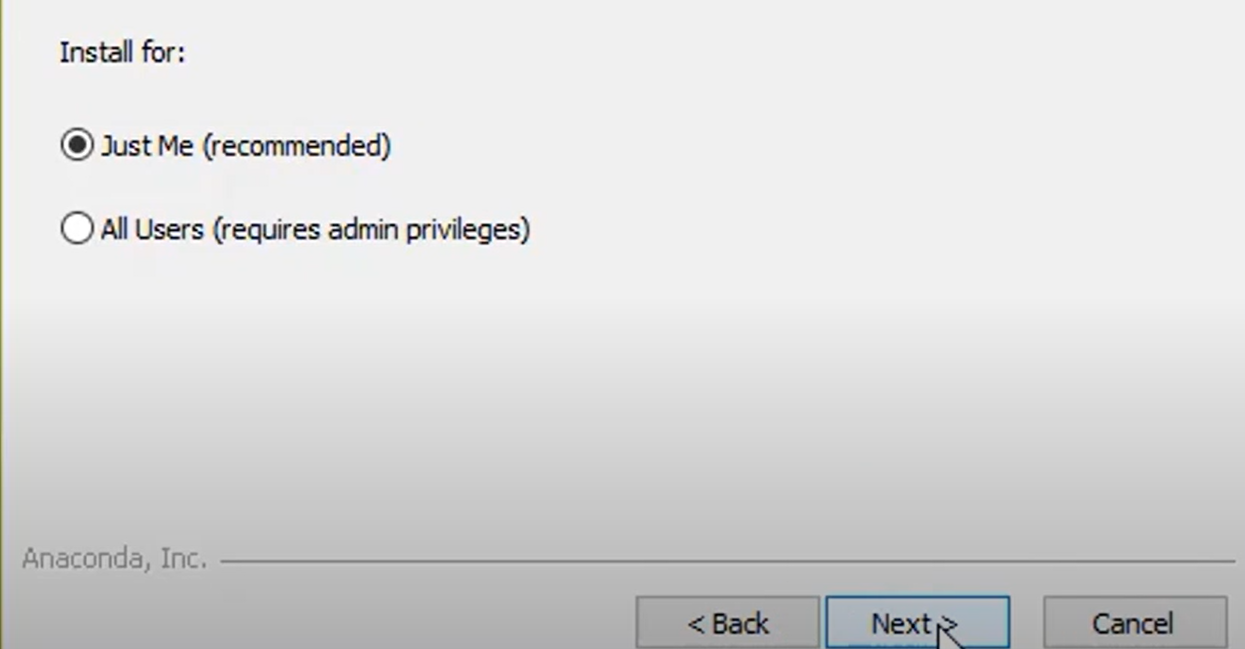 Install for:
Just Me (recommended)
All Users (requires admin privileges)
Anaconda, Inc.
< Back Next > Cancel